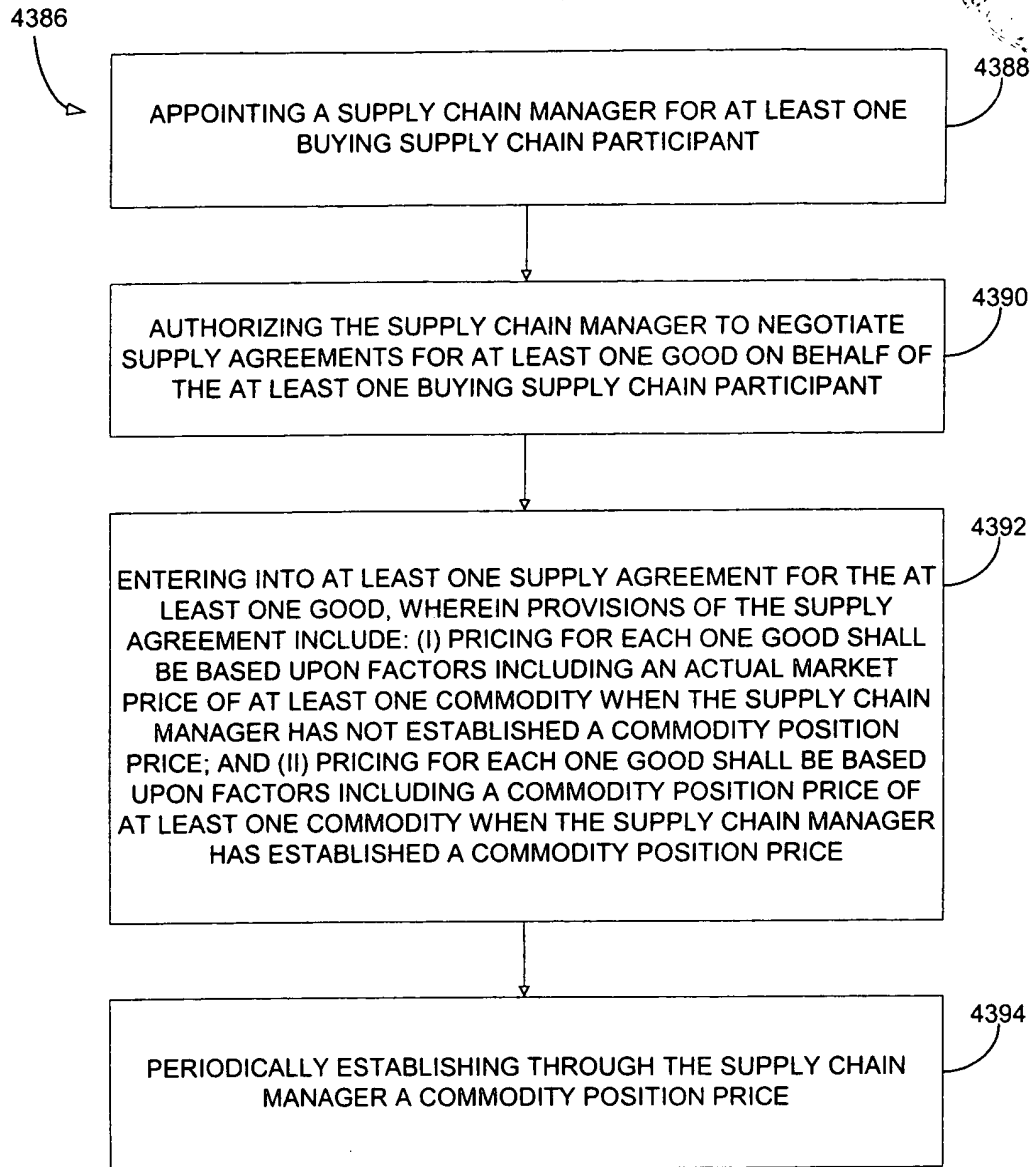 4386
4388
APPOINTING A SUPPLY CHAIN MANAGER FOR AT LEAST ONE
BUYING SUPPLY CHAIN PARTICIPANT
4390
AUTHORIZING THE SUPPLY CHAIN MANAGER TO NEGOTIATE
SUPPLY AGREEMENTS FOR AT LEAST ONE GOOD ON BEHALF OF
THE AT LEAST ONE BUYING SUPPLY CHAIN PARTICIPANT
4392
ENTERING INTO AT LEAST ONE SUPPLY AGREEMENT FOR THE AT
LEAST ONE GOOD, WHEREIN PROVISIONS OF THE SUPPLY
AGREEMENT INCLUDE: (I) PRICING FOR EACH ONE GOOD SHALL
BE BASED UPON FACTORS INCLUDING AN ACTUAL MARKET
PRICE OF AT LEAST ONE COMMODITY WHEN THE SUPPLY CHAIN
MANAGER HAS NOT ESTABLISHED A COMMODITY POSITION
PRICE; AND (II) PRICING FOR EACH ONE GOOD SHALL BE BASED
UPON FACTORS INCLUDING A COMMODITY POSITION PRICE OF
AT LEAST ONE COMMODITY WHEN THE SUPPLY CHAIN MANAGER
HAS ESTABLISHED A COMMODITY POSITION PRICE
4394
PERIODICALLY ESTABLISHING THROUGH THE SUPPLY CHAIN
MANAGER A COMMODITY POSITION PRICE